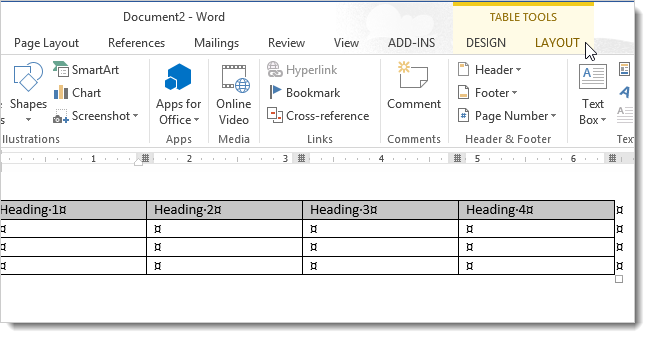 Document2 - Word
TABLE TOOLS
Page Layout References Mailings Review View ADD-INS DESIGN LAYOUT
Shapes
SmartArt
Chart
Screenshot
Illustrations
Apps for
Office
Apps
Online
Video
Media
Hyperlink
Bookmark
Cross-reference
Links
Comment
Comments
Header
Footer
Page Number
Header & Footer
Text
Box
1 2 3 4 5 6
Heading·1¤ Heading·2¤ Heading·3¤ Heading·4¤ ¤
¤ ¤ ¤ ¤ ¤
¤ ¤ ¤ ¤ ¤
¤ ¤ ¤ ¤ ¤